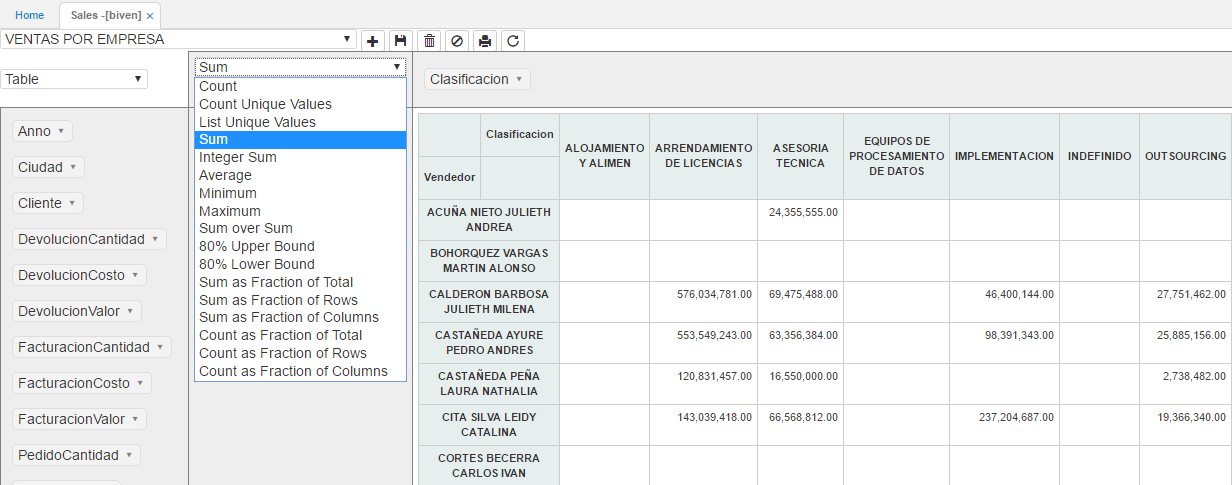 Home
Sales -[biven] ×
VENTAS POR EMPRESA
Table
Sum
Count
Count Unique Values
List Unique Values
Sum
Integer Sum
Average
Minimum
Maximum
Sum over Sum
80% Upper Bound
80% Lower Bound
Sum as Fraction of Total
Sum as Fraction of Rows
Sum as Fraction of Columns
Count as Fraction of Total
Count as Fraction of Rows
Count as Fraction of Columns
Clasificacion
Anno
Ciudad
Cliente
DevolucionCantidad
DevolucionCosto
DevolucionValor
FacturacionCantidad
FacturacionCosto
FacturacionValor
PedidoCantidad
Clasificacion
Vendedor
ALOJAMIENTO
Y ALIMEN
ARRENDAMIENTO
DE LICENCIAS
ASESORIA
TECNICA
EQUIPOS DE
PROCESAMIENTO
DE DATOS
IMPLEMENTACION
INDEFINIDO
OUTSOURCING
ACUÑA NIETO JULIETH
ANDREA
24,355,555.00
BOHORQUEZ VARGAS
MARTIN ALONSO
CALDERON BARBOSA
JULIETH MILENA
576,034,781.00 69,475,488.00 46,400,144.00 27,751,462.00
CASTAÑEDA AYURE
PEDRO ANDRES
553,549,243.00 63,356,384.00 98,391,343.00 25,885,156.00
CASTAÑEDA PEÑA
LAURA NATHALIA
120,831,457.00 16,550,000.00 2,738,482.00
CITA SILVA LEIDY
CATALINA
143,039,418.00 66,568,812.00 237,204,687.00 19,366,340.00
CORTES BECERRA
CARLOS IVAN